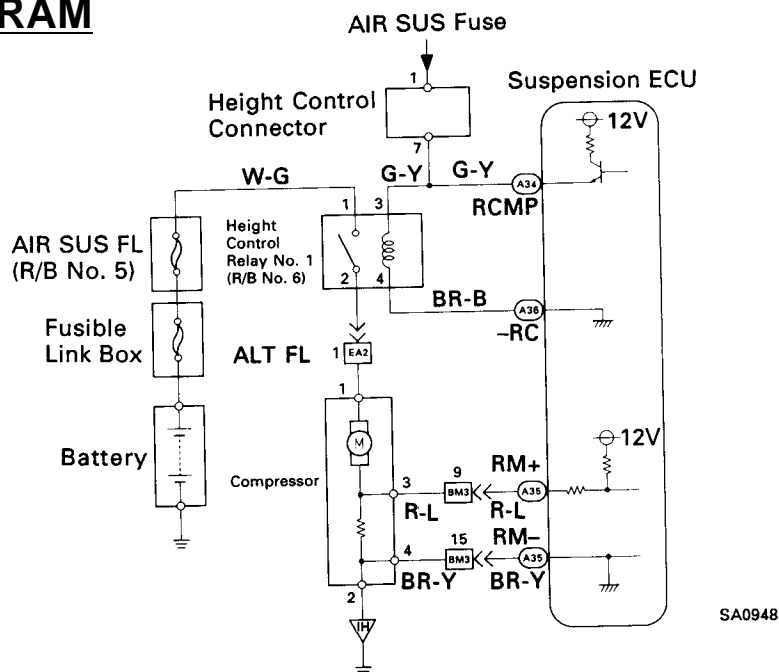 RAM
AIR SUS Fuse
1
Suspension ECU
Height Control
Connector
12V
7
W-G
G-Y
G-Y
A34
RCMP
1
3
AIR SUS FL
(R/B No. 5)
Height
Control
Relay No. 1
(R/B No. 6)
2
4
BR-B
A36
-RC
Fusible
Link Box
ALT FL
1
EA2
1
12V
M
Battery
Compressor
3
9
RM+
BM3
A35
R-L
R-L
15
RM-
4
BM3
A35
BR-Y
BR-Y
2
IH
SA0948